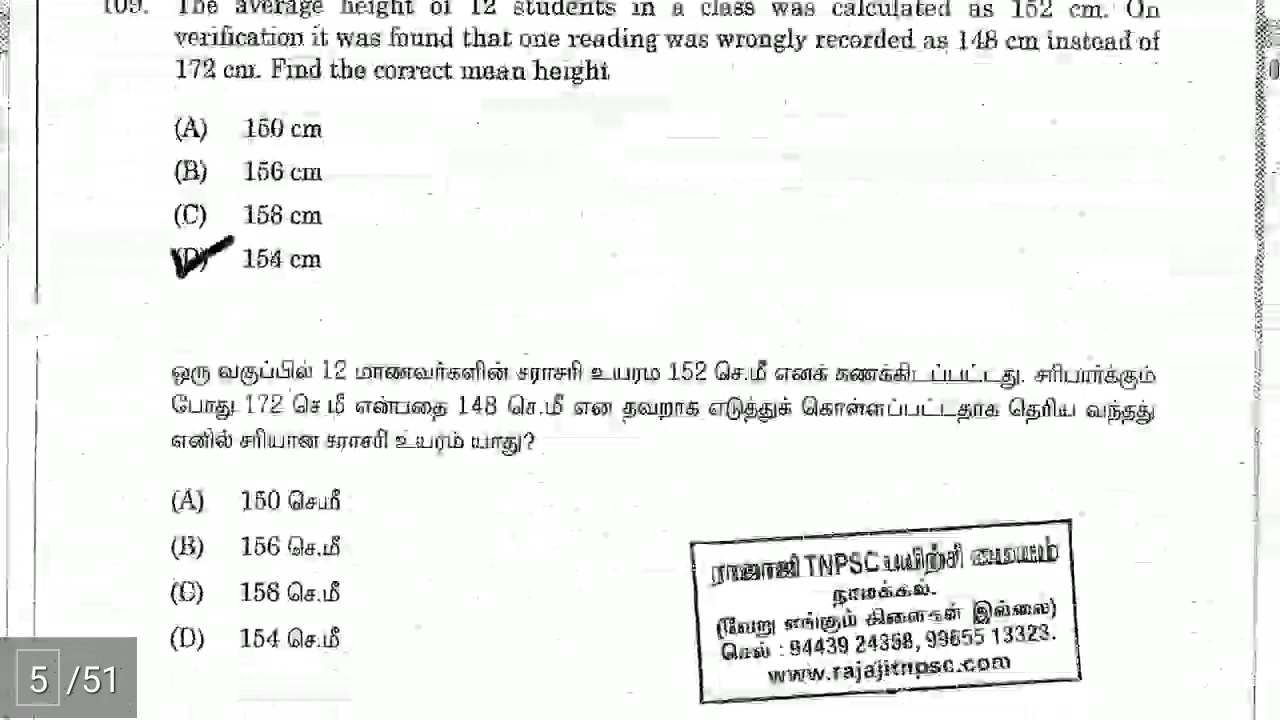 109. The average height of 12 students in a class was calculated as 152 cm. On
verification it was found that one reading was wrongly recorded as 148 cm instead of
172 cm. Find the correct mean height
(A) 150 cm
(B) 156 cm
(C) 158 cm
(D) 154 cm
ஒரு வகுப்பில் 12 மாணவர்களின் சராசரி உயரம 152 செ.மீ எனக் கணக்கிடப்பட்டது. சரிபார்க்கும்
போது 172 செ மீ என்பதை 148 செ.மீ என தவறாக எடுத்துக் கொள்ளப்பட்டதாக தெரிய வந்தது
எனில் சரியான சராசரி உயரம் யாது?
(A) 150 செ.மீ
(B) 156 செ.மீ
(C) 158 செ.மீ
(D) 154 செ.மீ
ராஜாஜி TNPSC பயிற்சி மையம்
நாமக்கல்.
(வேறு எங்கும் கிளைகள் இல்லை)
செல் : 94439 24358, 99655 13323.
www.rajajitnpsc.com
5 /51